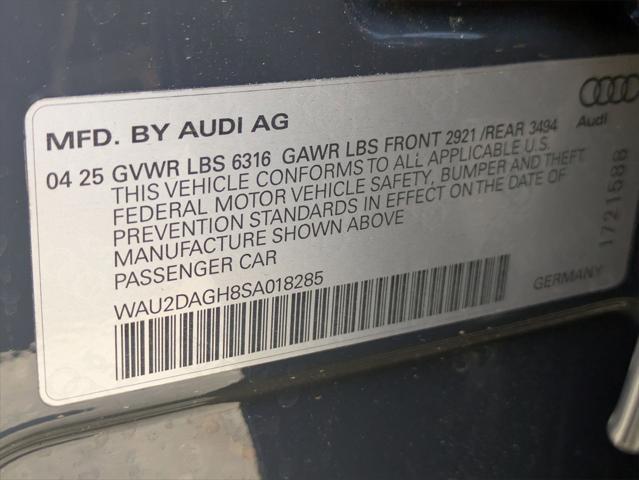 MFD. BY AUDI AG
Audi
04 25 GVWR LBS 6316 GAWR LBS FRONT 2921 /REAR 3494
THIS VEHICLE CONFORMS TO ALL APPLICABLE U.S.
FEDERAL MOTOR VEHICLE SAFETY, BUMPER AND THEFT
PREVENTION STANDARDS IN EFFECT ON THE DATE OF
MANUFACTURE SHOWN ABOVE
PASSENGER CAR
WAU2DAGH8SA018285
GERMANY
1721588